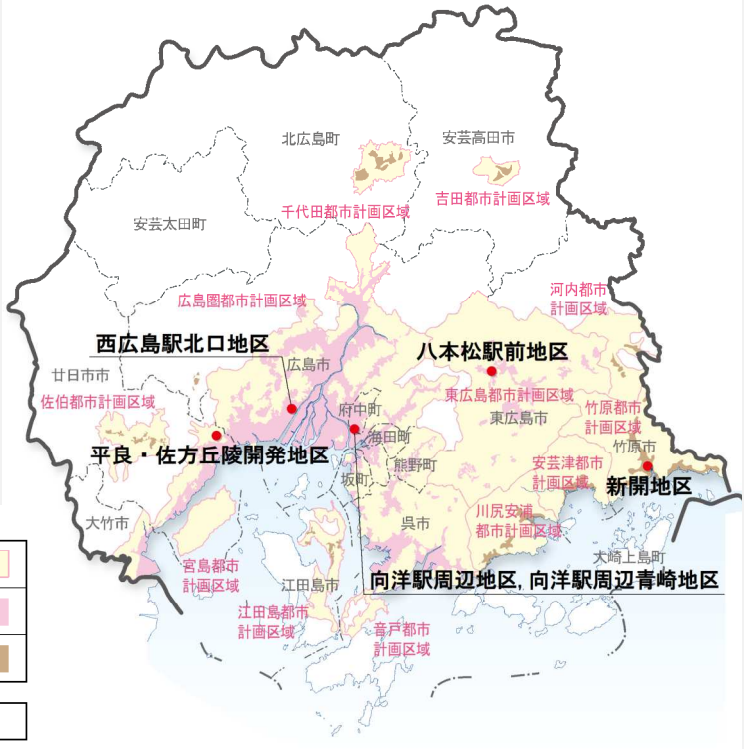 北広島町
安芸高田市
千代田都市計画区域
吉田都市計画区域
安芸太田町
広島圏都市計画区域
河内都市
計画区域
西広島駅北口地区
広島市
八本松駅前地区
廿日市市
佐伯都市計画区域
東広島都市計画区域
府中町
東広島市
竹原都市
計画区域
海田町
竹原市
平良・佐方丘陵開発地区
熊野町
安芸津都市
計画区域
坂町
新開地区
大竹市
呉市
川尻安浦
都市計画区域
大崎上島町
宮島都市
計画区域
江田島市
向洋駅周辺地区, 向洋駅周辺青崎地区
江田島都市
計画区域
音戸都市
計画区域